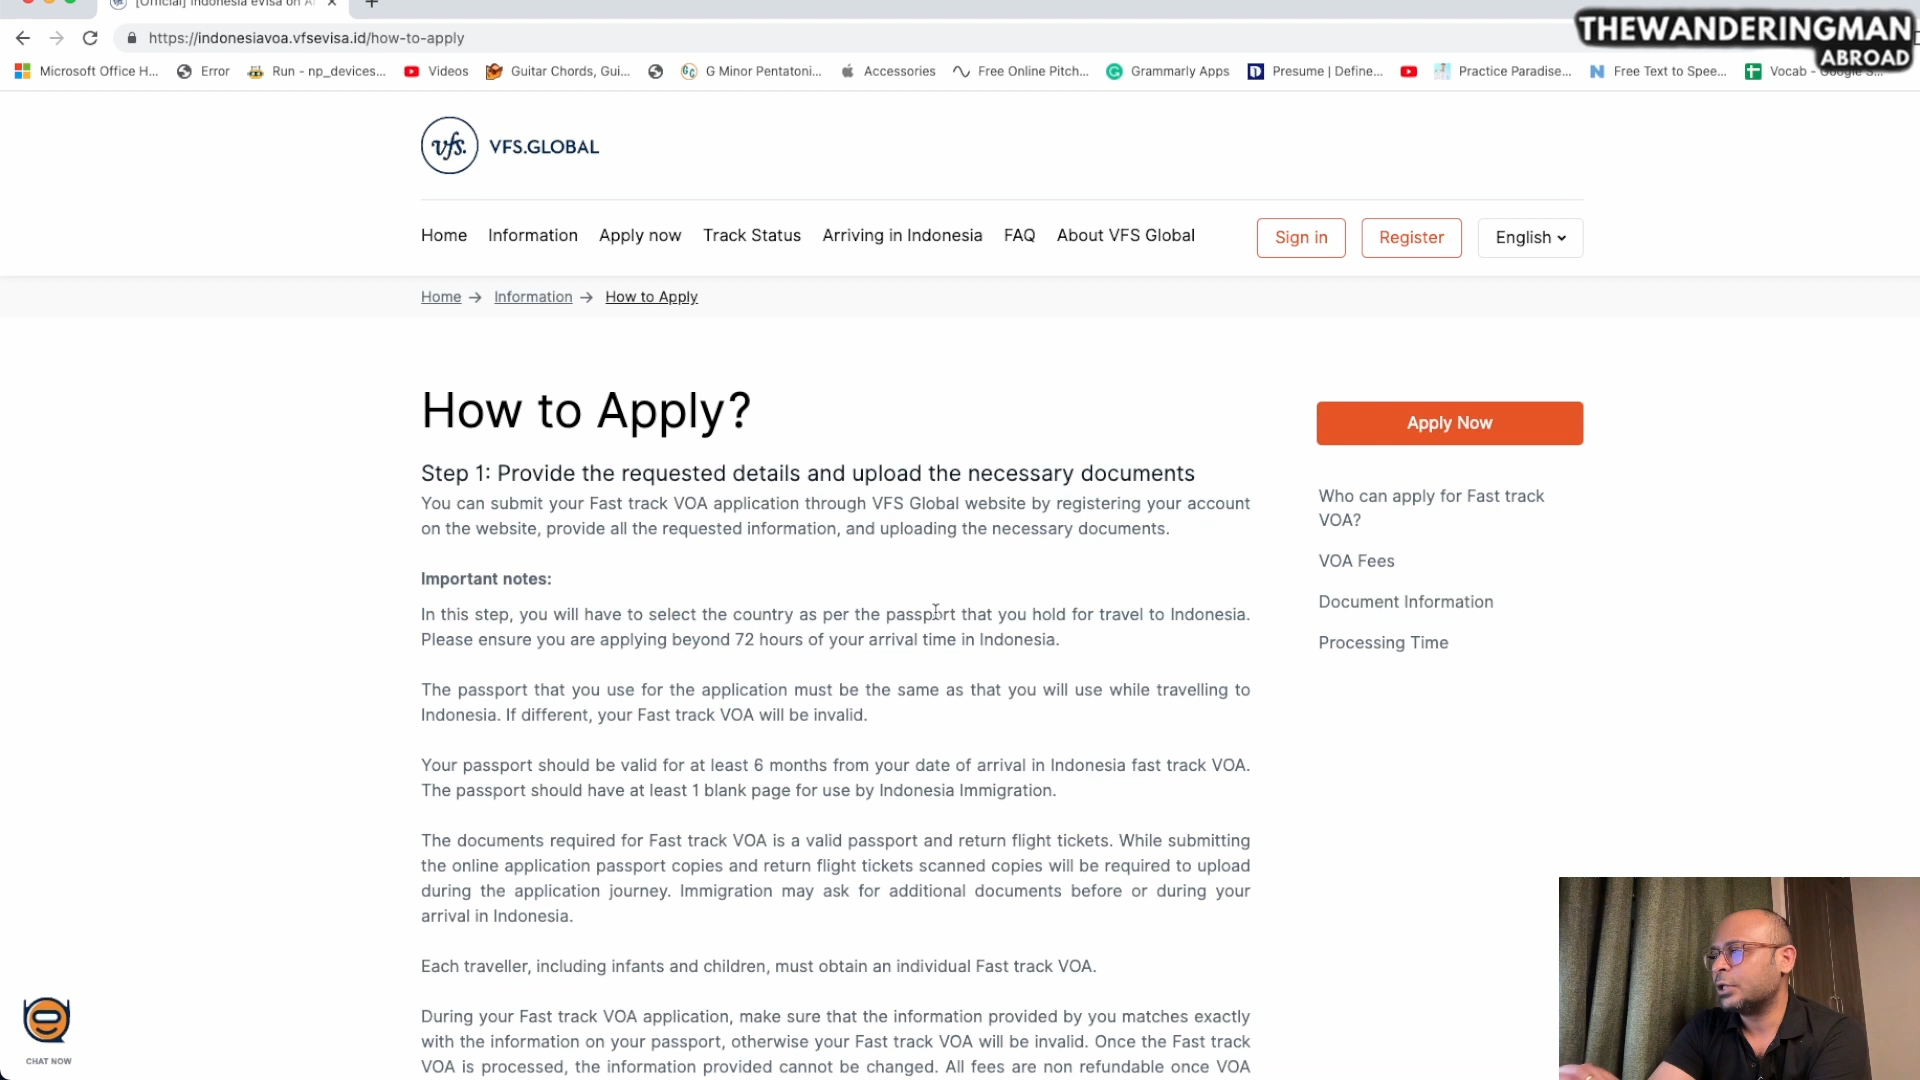 [Official] Indonesia eVisa on A
https://indonesiavoa.vfsevisa.id/how-to-apply
THEWANDERINGMAN
ABROAD
Microsoft Office H... Error Run - np_devices... Videos Guitar Chords, Gui... G Minor Pentatoni... Accessories Free Online Pitch... Grammarly Apps Presume | Define... Practice Paradise... Free Text to Spee... Vocab - Google S...
vfs. VFS.GLOBAL
Home Information Apply now Track Status Arriving in Indonesia FAQ About VFS Global Sign in Register English
Home → Information → How to Apply
How to Apply?
Step 1: Provide the requested details and upload the necessary documents
You can submit your Fast track VOA application through VFS Global website by registering your account
on the website, provide all the requested information, and uploading the necessary documents.
Important notes:
In this step, you will have to select the country as per the passport that you hold for travel to Indonesia.
Please ensure you are applying beyond 72 hours of your arrival time in Indonesia.
The passport that you use for the application must be the same as that you will use while travelling to
Indonesia. If different, your Fast track VOA will be invalid.
Your passport should be valid for at least 6 months from your date of arrival in Indonesia fast track VOA.
The passport should have at least 1 blank page for use by Indonesia Immigration.
The documents required for Fast track VOA is a valid passport and return flight tickets. While submitting
the online application passport copies and return flight tickets scanned copies will be required to upload
during the application journey. Immigration may ask for additional documents before or during your
arrival in Indonesia.
Each traveller, including infants and children, must obtain an individual Fast track VOA.
During your Fast track VOA application, make sure that the information provided by you matches exactly
with the information on your passport, otherwise your Fast track VOA will be invalid. Once the Fast track
VOA is processed, the information provided cannot be changed. All fees are non refundable once VOA
Apply Now
Who can apply for Fast track
VOA?
VOA Fees
Document Information
Processing Time
CHAT NOW